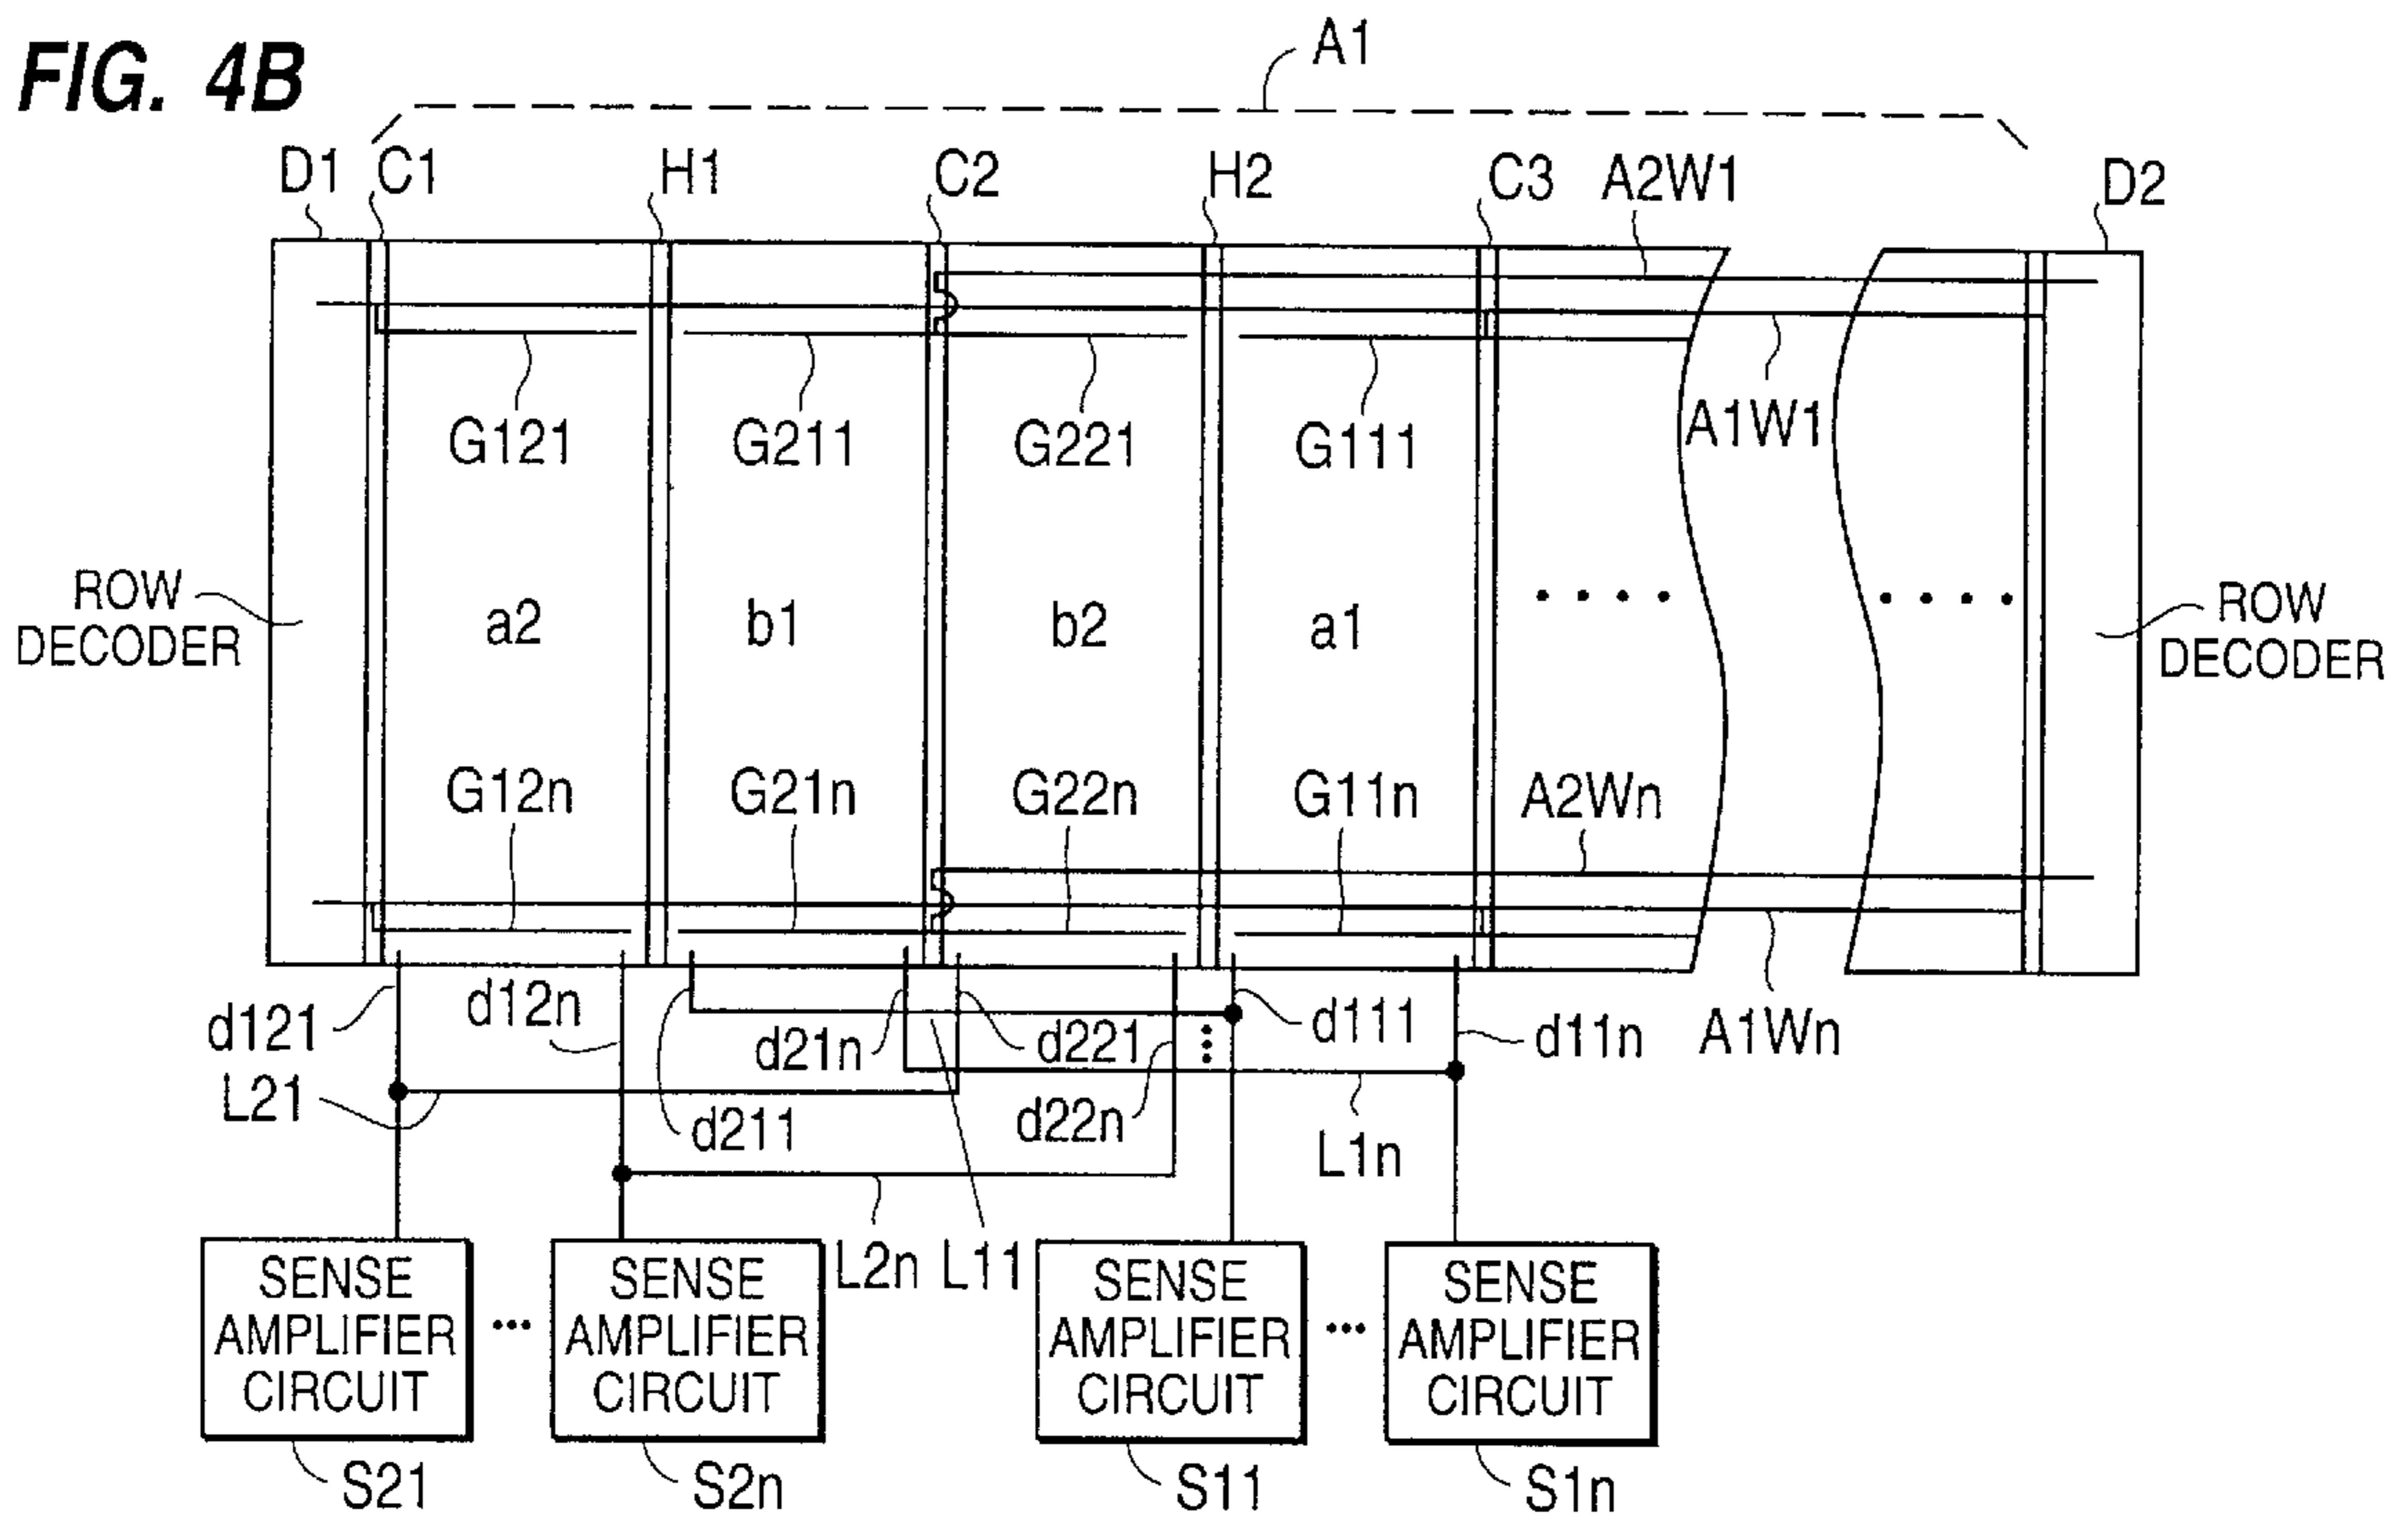 FIG. 4B
A1
D1 C1 H1 C2 H2 C3 A2W1 D2
G121 G211 G221 G111 A1W1
ROW
DECODER
a2 b1 b2 a1
ROW
DECODER
G12n G21n G22n G11n A2Wn
d121 d12n d21n d221 d111 d11n A1Wn
L21 d211 d22n L1n
L2n L11
SENSE
AMPLIFIER
CIRCUIT
SENSE
AMPLIFIER
CIRCUIT
SENSE
AMPLIFIER
CIRCUIT
SENSE
AMPLIFIER
CIRCUIT
S21 S2n S11 S1n